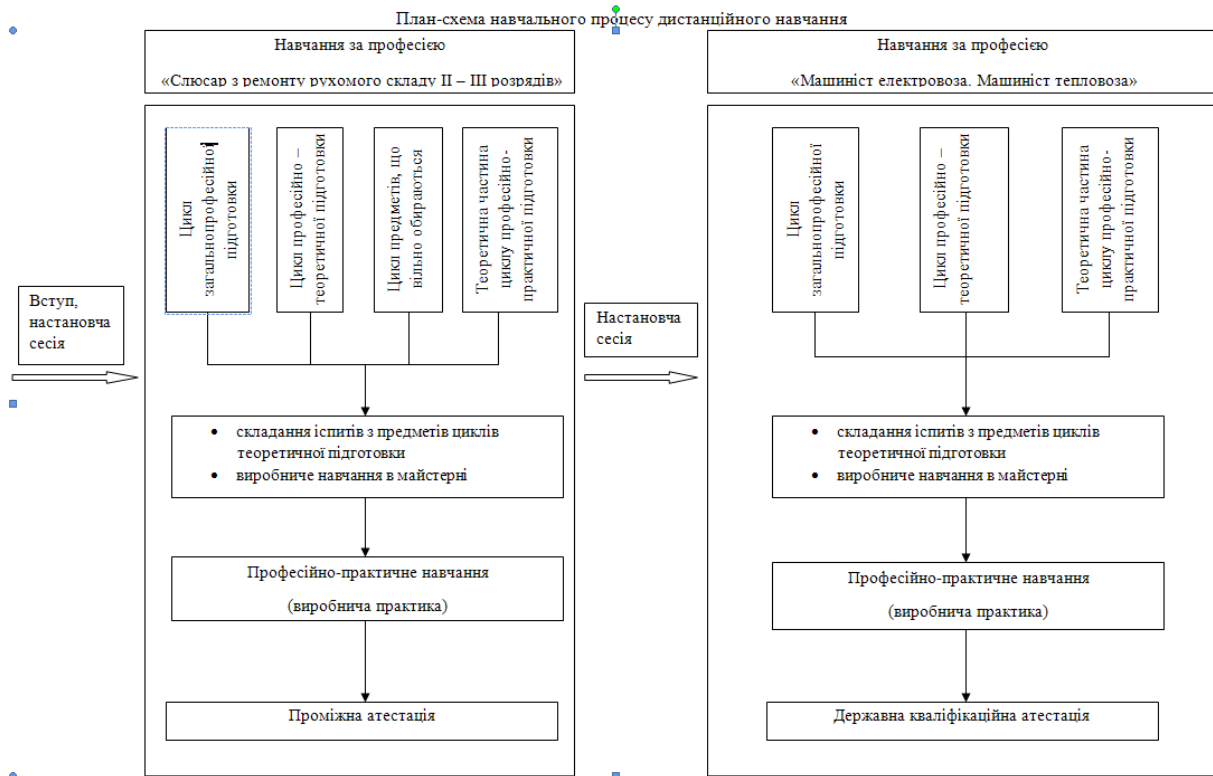 План-схема навчального процесу дистанційного навчання
Навчання за професією
«Слюсар з ремонту рухомого складу ІІ – ІІІ розрядів»
Навчання за професією
«Машиніст електровоза. Машиніст тепловоза»
Вступ,
настановча
сесія
Цикл
загальнопрофесійної
підготовки
Цикл професійно –
теоретичної підготовки
Цикл предметів, що
вільно обираються
Теоретична частина
циклу професійно-
практичної підготовки
Настановча
сесія
Цикл
загальнопрофесійної
підготовки
Цикл професійно –
теоретичної підготовки
Теоретична частина
циклу професійно-
практичної підготовки
• складання іспитів з предметів циклів
теоретичної підготовки
• виробниче навчання в майстерні
• складання іспитів з предметів циклів
теоретичної підготовки
• виробниче навчання в майстерні
Професійно-практичне навчання
(виробнича практика)
Професійно-практичне навчання
(виробнича практика)
Проміжна атестація
Державна кваліфікаційна атестація